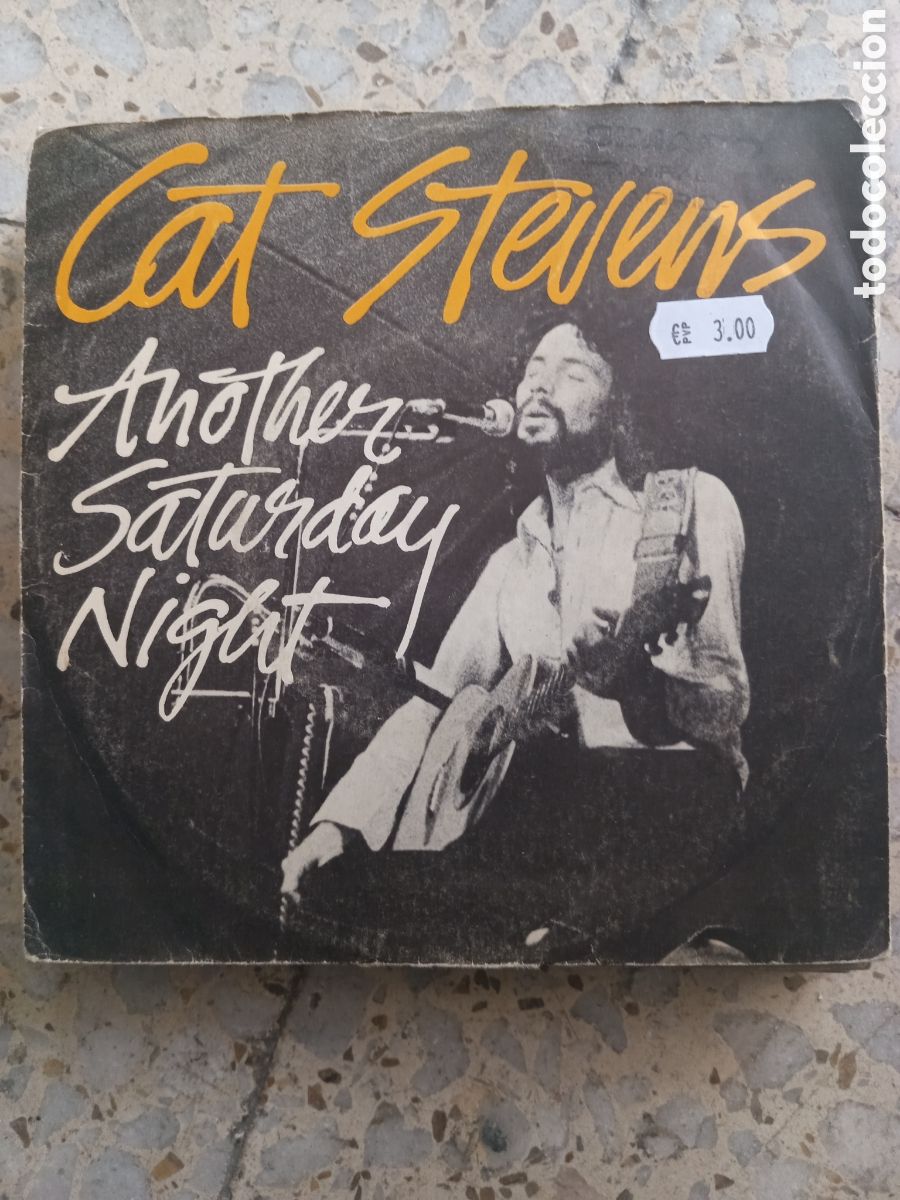 Cat Stevens
€ PVP 3.00
Another
Saturday
Night
todocoleccion